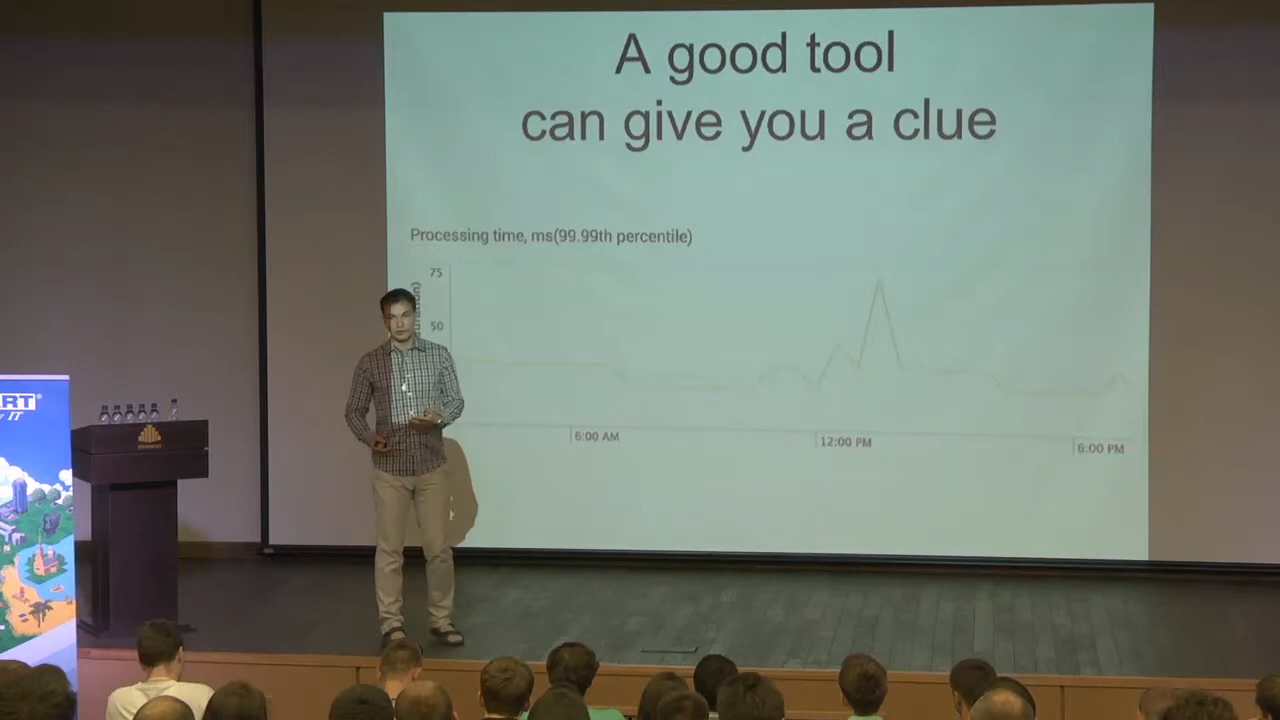 A good tool
can give you a clue
Processing time, ms(99.99th percentile)
75
50
6:00 AM
12:00 PM
6:00 PM
IT